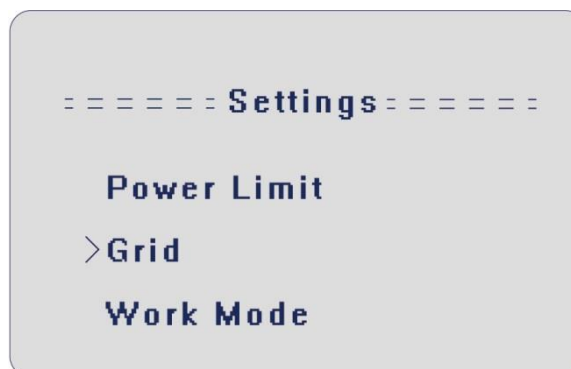 = = = = = = Settings = = = = = =
Power Limit
>Grid
Work Mode